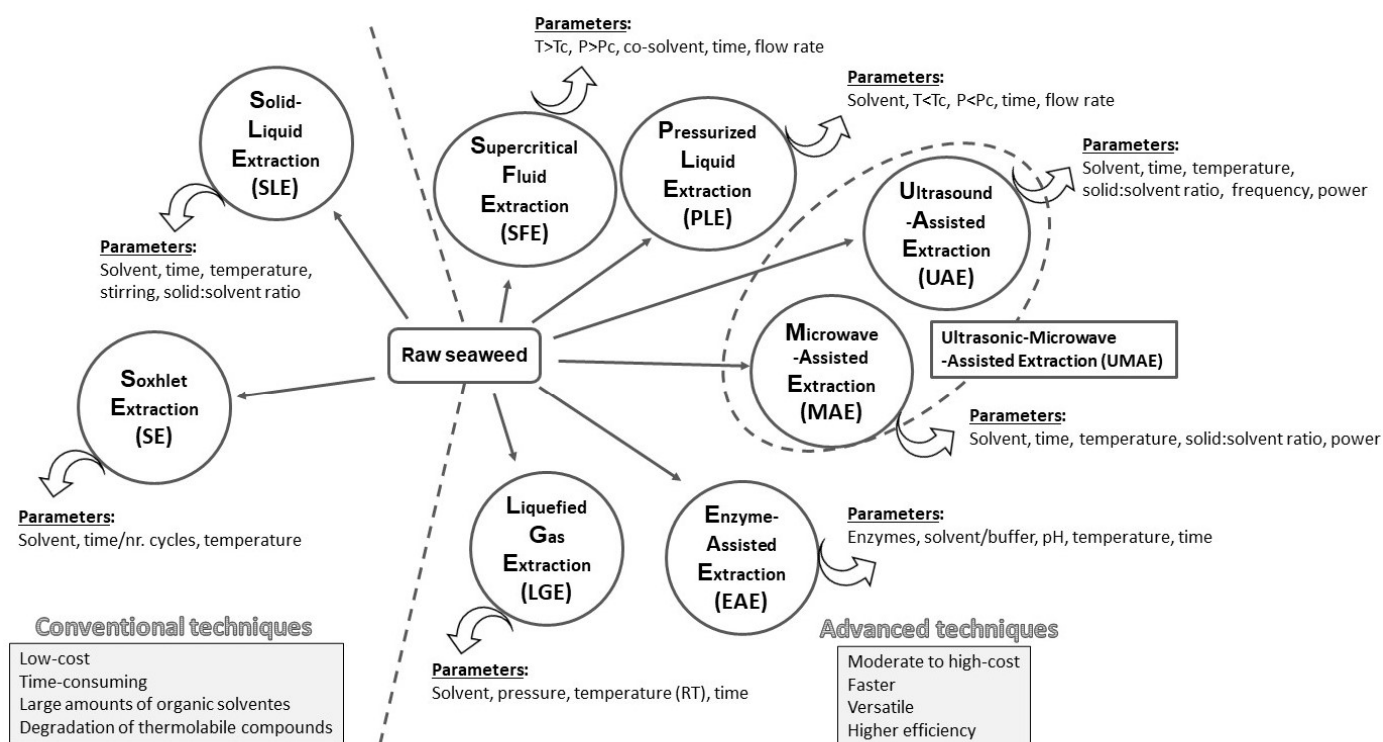 Parameters:
T>Tc, P>Pc, co-solvent, time, flow rate
Solid-
Liquid
Extraction
(SLE)
Parameters:
Solvent, time, temperature,
stirring, solid:solvent ratio
Supercritical
Fluid
Extraction
(SFE)
Pressurized
Liquid
Extraction
(PLE)
Parameters:
Solvent, T<Tc, P<Pc, time, flow rate
Ultrasound
-Assisted
Extraction
(UAE)
Parameters:
Solvent, time, temperature,
solid:solvent ratio, frequency, power
Raw seaweed
Microwave
-Assisted
Extraction
(MAE)
Ultrasonic-Microwave
-Assisted Extraction (UMAE)
Parameters:
Solvent, time, temperature, solid:solvent ratio, power
Soxhlet
Extraction
(SE)
Parameters:
Solvent, time/nr. cycles, temperature
Liquefied
Gas
Extraction
(LGE)
Parameters:
Solvent, pressure, temperature (RT), time
Enzyme-
Assisted
Extraction
(EAE)
Parameters:
Enzymes, solvent/buffer, pH, temperature, time
Conventional techniques
Low-cost
Time-consuming
Large amounts of organic solventes
Degradation of thermolabile compounds
Advanced techniques
Moderate to high-cost
Faster
Versatile
Higher efficiency